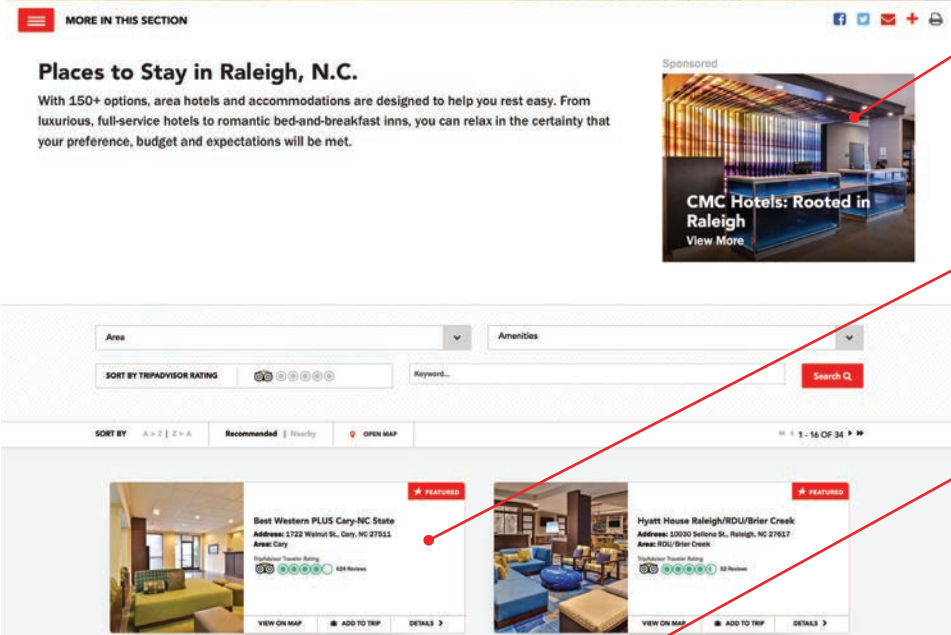 MORE IN THIS SECTION
Places to Stay in Raleigh, N.C.
With 150+ options, area hotels and accommodations are designed to help you rest easy. From
luxurious, full-service hotels to romantic bed-and-breakfast inns, you can relax in the certainty that
your preference, budget and expectations will be met.
Sponsored
CMC Hotels: Rooted in
Raleigh
View More
Area
Amenities
SORT BY TRIPADVISOR RATING
Keyword...
Search
SORT BY A > Z | Z > A Recommended | Nearby OPEN MAP 1 - 16 OF 34
FEATURED
Best Western PLUS Cary-NC State
Address: 1722 Walnut St., Cary, NC 27511
Area: Cary
TripAdvisor Traveler Rating
624 Reviews
VIEW ON MAP ADD TO TRIP DETAILS >
FEATURED
Hyatt House Raleigh/RDU/Brier Creek
Address: 10030 Sellona St., Raleigh, NC 27617
Area: RDU/Brier Creek
TripAdvisor Traveler Rating
52 Reviews
VIEW ON MAP ADD TO TRIP DETAILS >